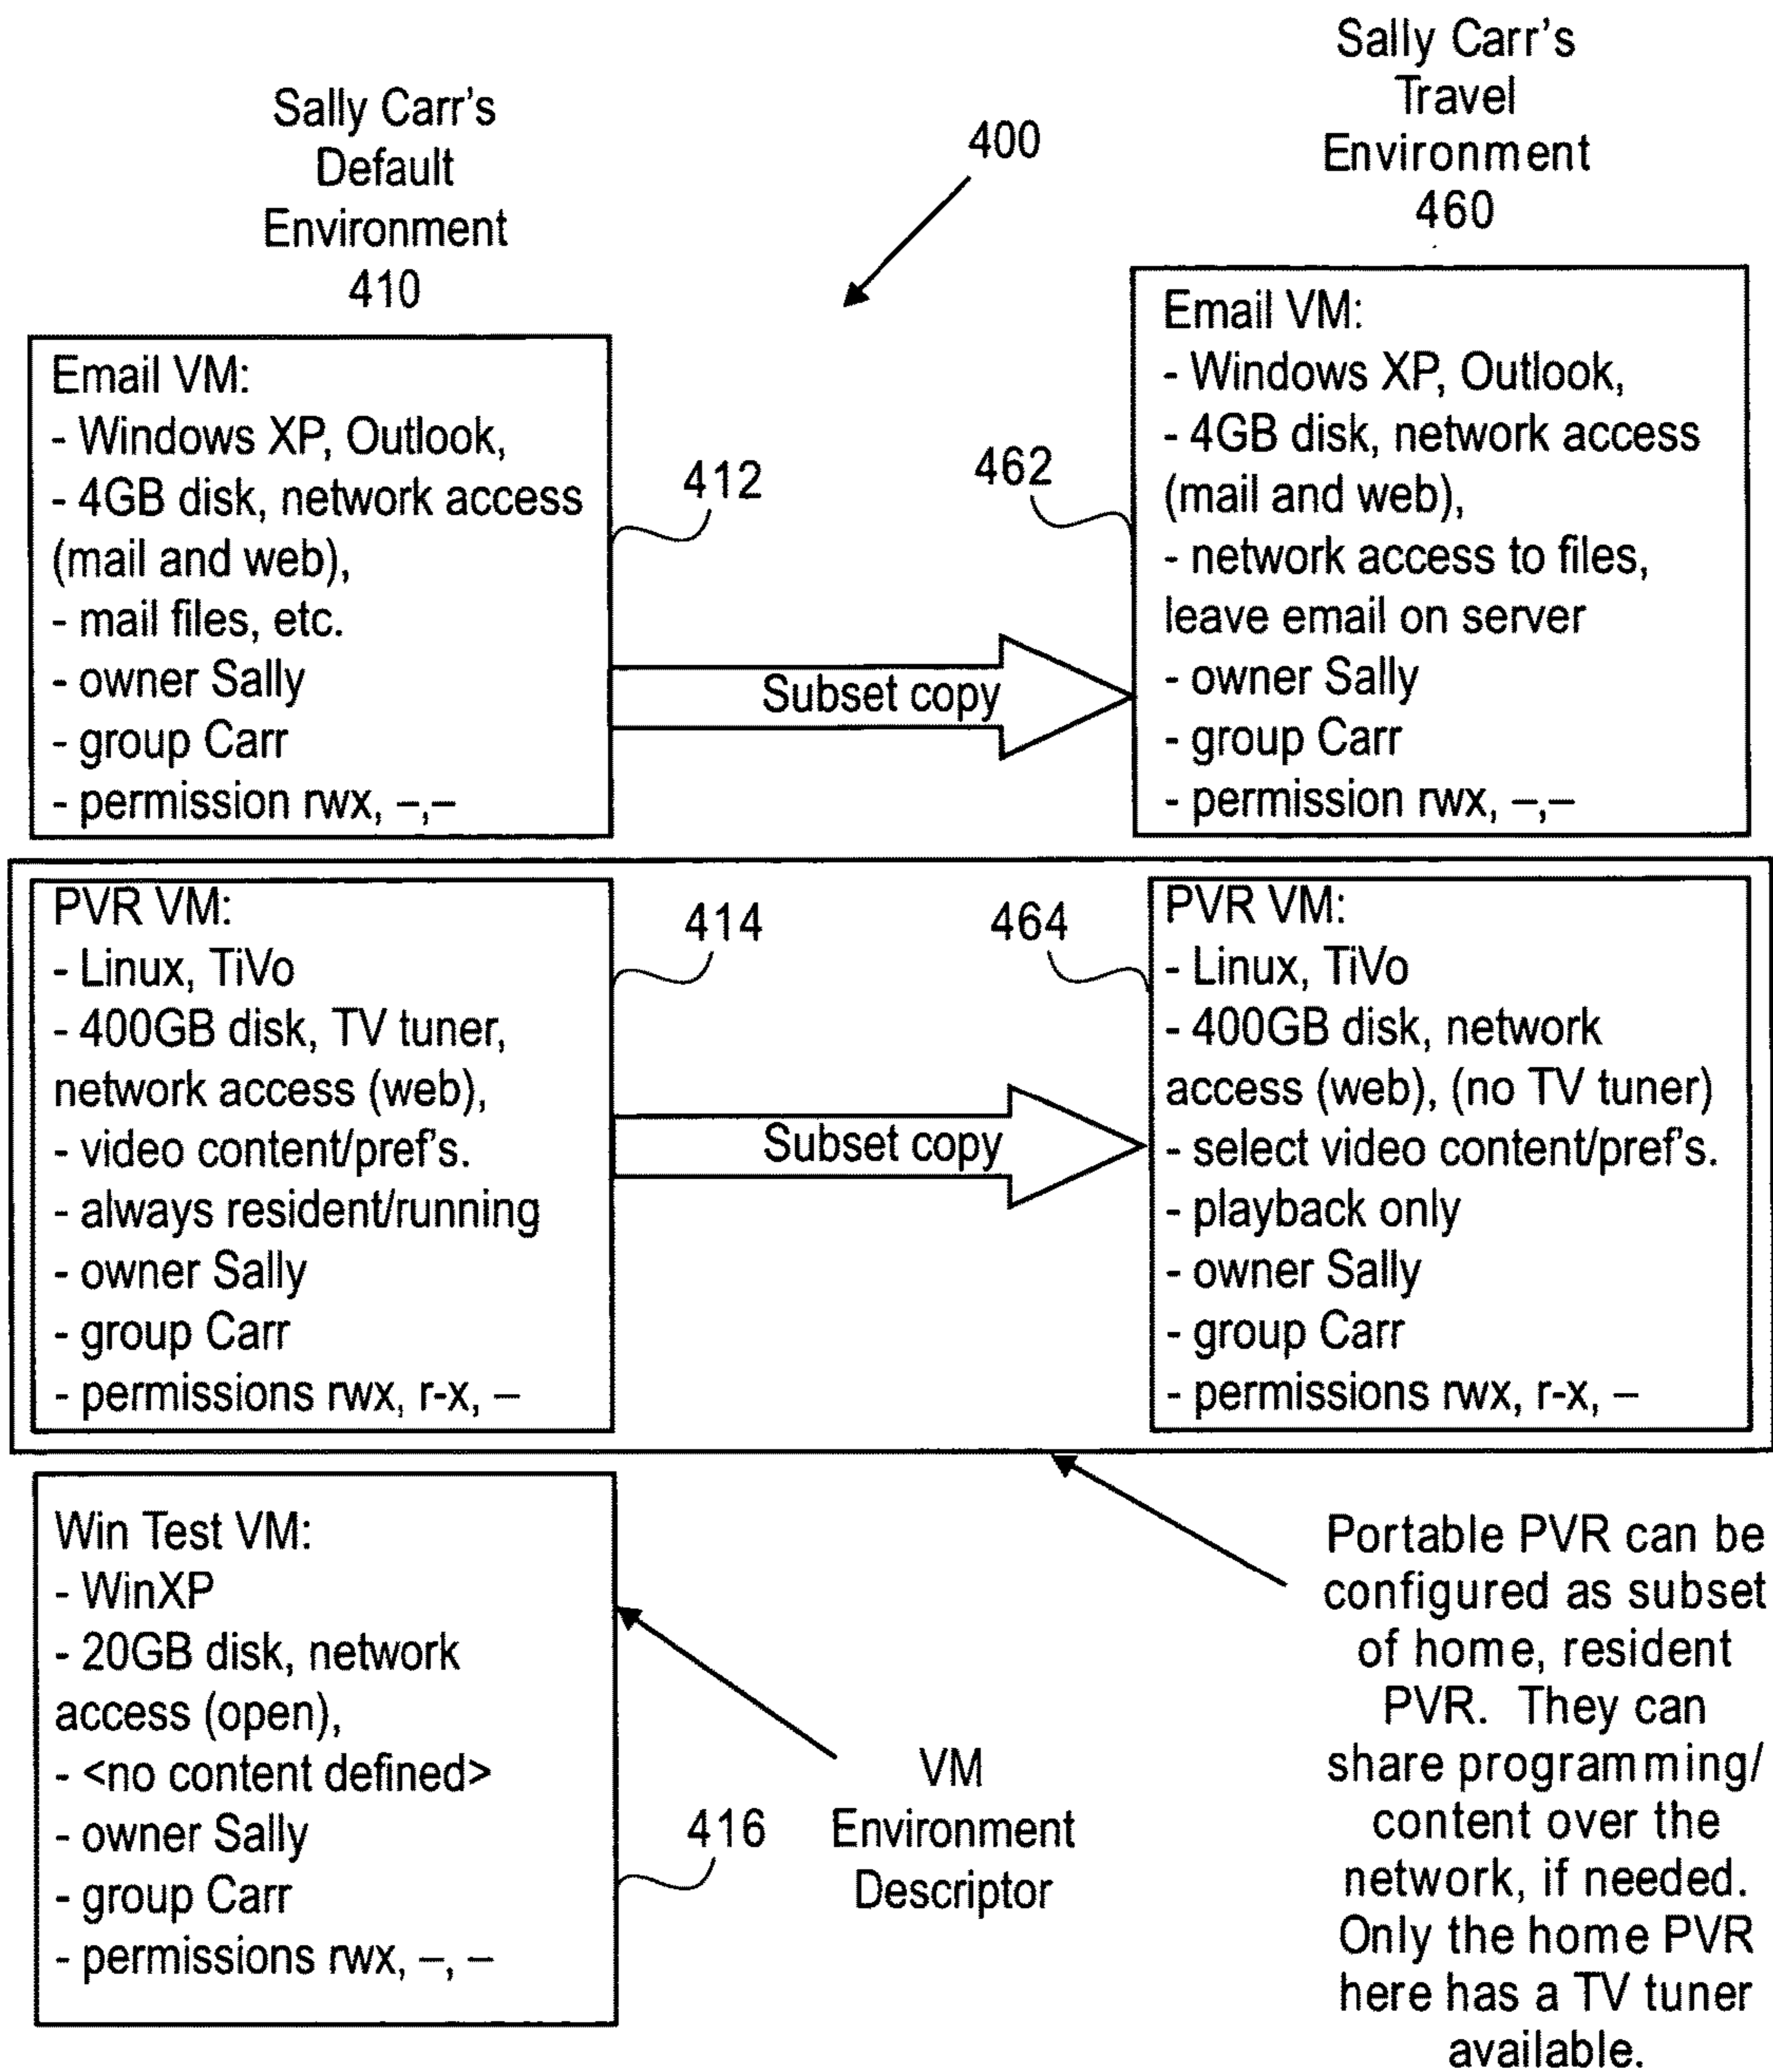 Sally Carr's
Default
Environment
410
400
Sally Carr's
Travel
Environment
460
Email VM:
- Windows XP, Outlook,
- 4GB disk, network access
(mail and web),
- mail files, etc.
- owner Sally
- group Carr
- permission rwx, –,–
412
Subset copy
462
Email VM:
- Windows XP, Outlook,
- 4GB disk, network access
(mail and web),
- network access to files,
leave email on server
- owner Sally
- group Carr
- permission rwx, –,–
PVR VM:
- Linux, TiVo
- 400GB disk, TV tuner,
network access (web),
- video content/pref's.
- always resident/running
- owner Sally
- group Carr
- permissions rwx, r-x, –
414
Subset copy
464
PVR VM:
- Linux, TiVo
- 400GB disk, network
access (web), (no TV tuner)
- select video content/pref's.
- playback only
- owner Sally
- group Carr
- permissions rwx, r-x, –
Win Test VM:
- WinXP
- 20GB disk, network
access (open),
- <no content defined>
- owner Sally
- group Carr
- permissions rwx, –, –
416
VM
Environment
Descriptor
Portable PVR can be
configured as subset
of home, resident
PVR. They can
share programming/
content over the
network, if needed.
Only the home PVR
here has a TV tuner
available.